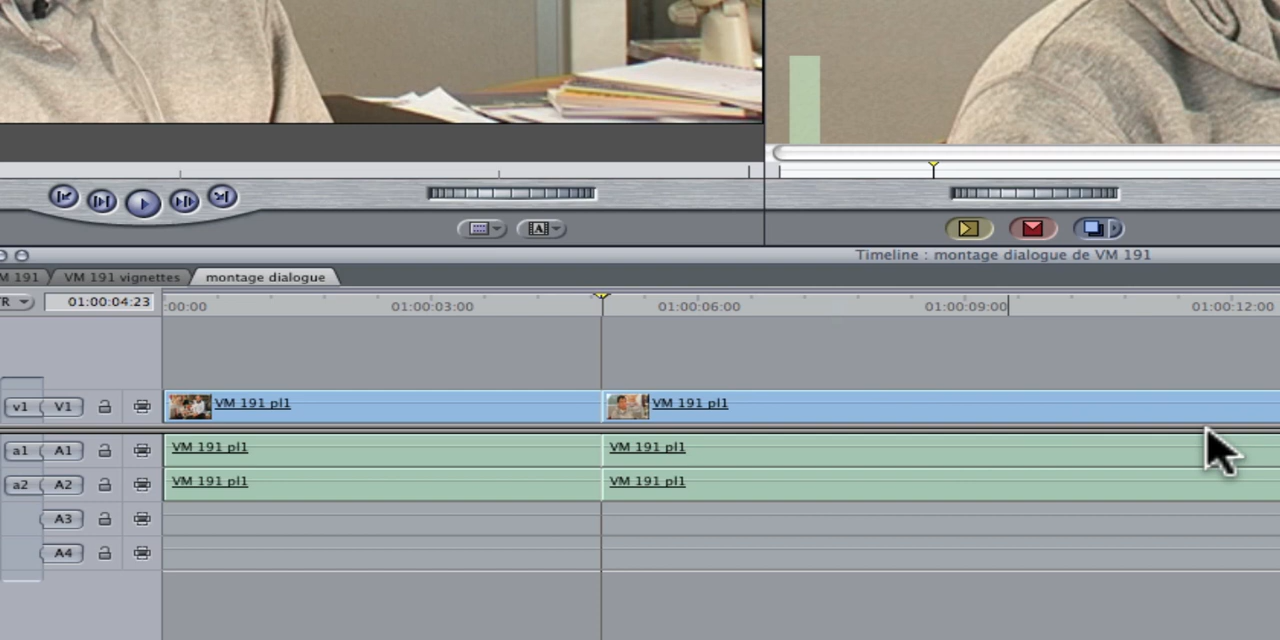 A
Timeline : montage dialogue de VM 191
M 191
VM 191 vignettes
montage dialogue
01:00:04:23
:00:00
01:00:03:00
01:00:06:00
01:00:09:00
01:00:12:00
v1 V1
VM 191 pl1
VM 191 pl1
a1 A1
VM 191 pl1
VM 191 pl1
a2 A2
VM 191 pl1
VM 191 pl1
A3
A4